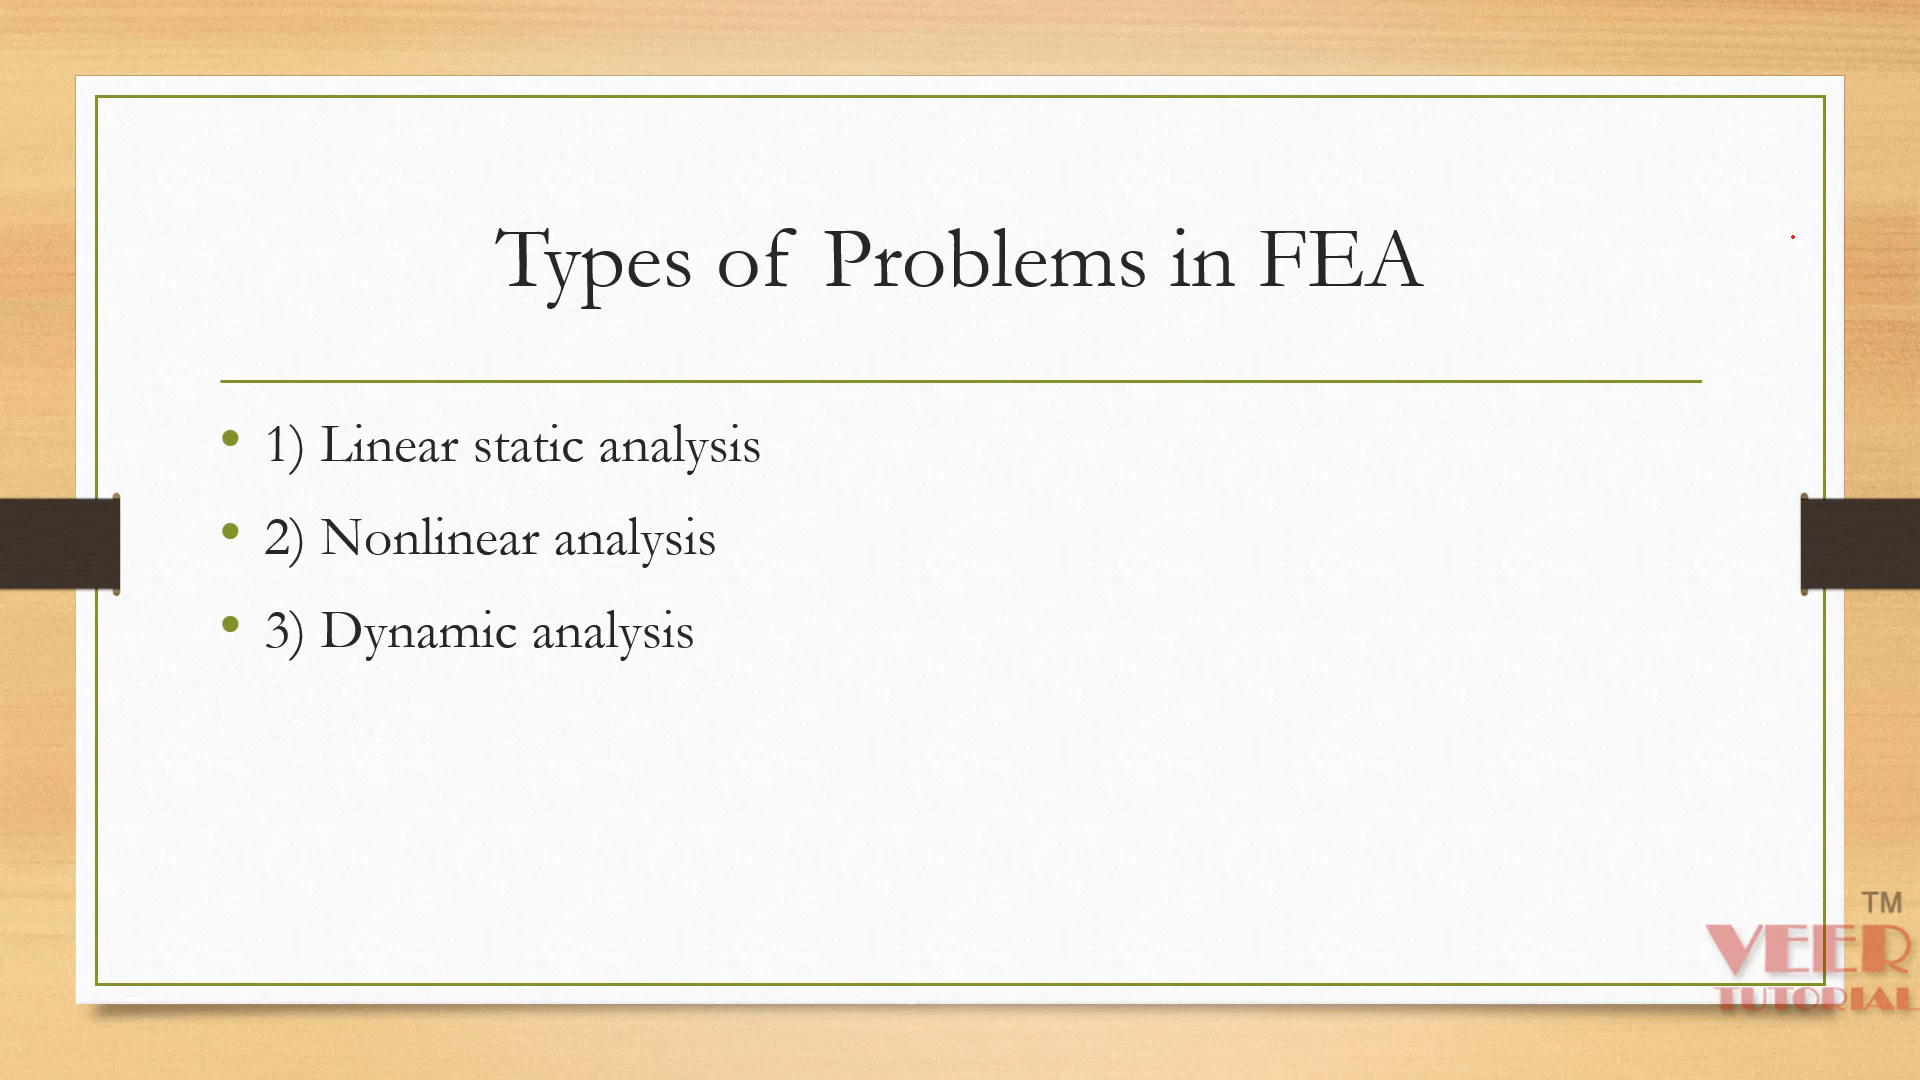 Types of Problems in FEA
• 1) Linear static analysis
• 2) Nonlinear analysis
• 3) Dynamic analysis
TM
VEER
TUTORIAL